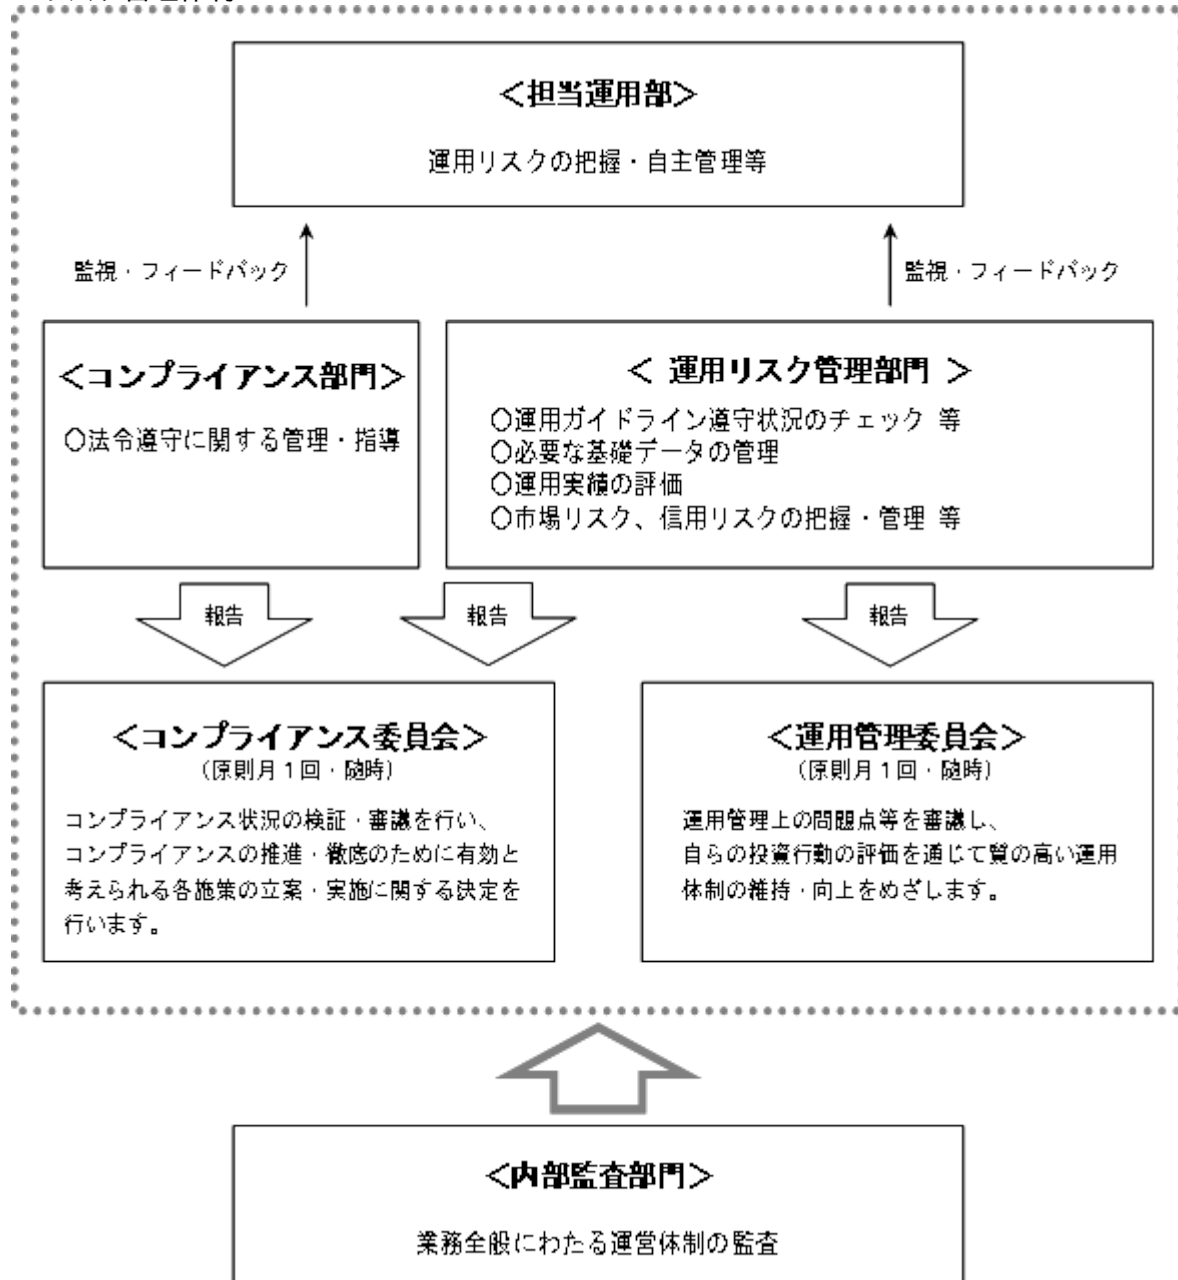 ＜担当運用部＞
運用リスクの把握・自主管理等
監視・フィードバック
監視・フィードバック
＜コンプライアンス部門＞
〇法令遵守に関する管理・指導
＜ 運用リスク管理部門 ＞
〇運用ガイドライン遵守状況のチェック 等
〇必要な基礎データの管理
〇運用実績の評価
〇市場リスク、信用リスクの把握・管理 等
報告
報告
報告
＜コンプライアンス委員会＞
（原則月１回・随時）
コンプライアンス状況の検証・審議を行い、
コンプライアンスの推進・徹底のために有効と
考えられる各施策の立案・実施に関する決定を
行います。
＜運用管理委員会＞
（原則月１回・随時）
運用管理上の問題点等を審議し、
自らの投資行動の評価を通じて質の高い運用
体制の維持・向上をめざします。
＜内部監査部門＞
業務全般にわたる運営体制の監査